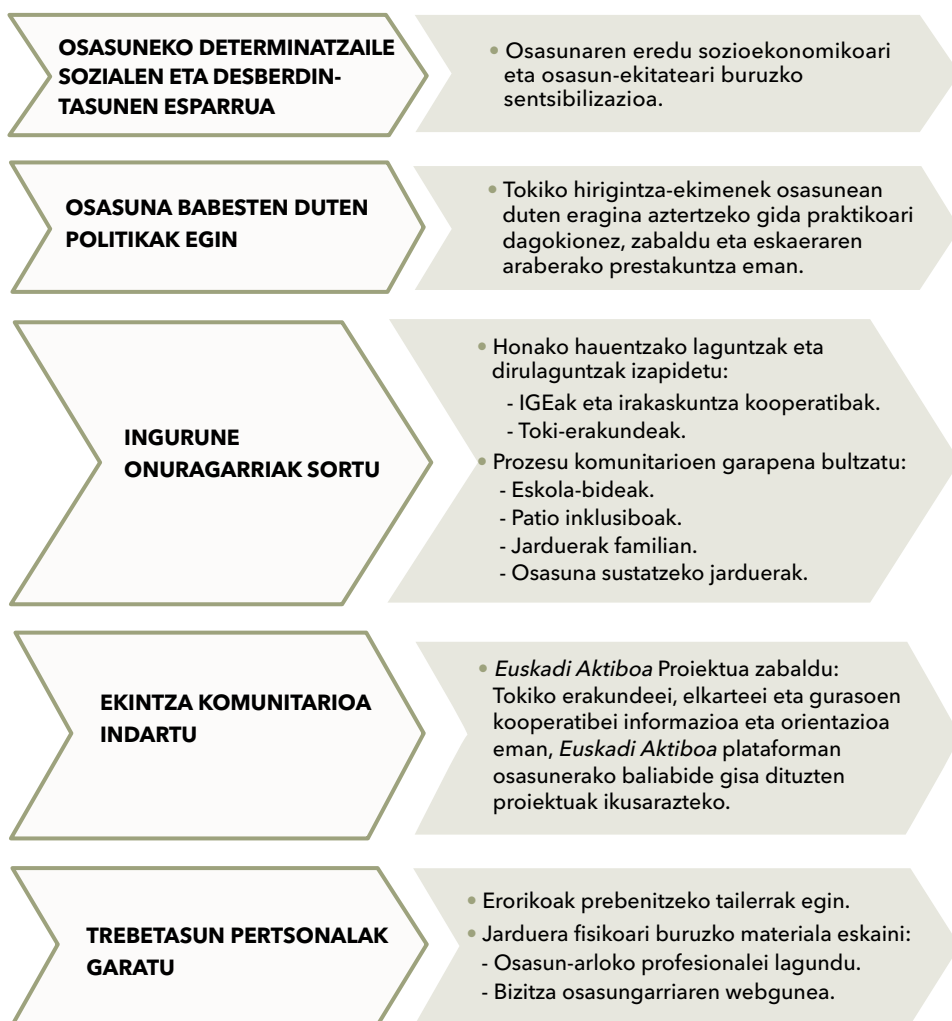 OSASUNEKO DETERMINATZAILE
SOZIALEN ETA DESBERDIN-
TASUNEN ESPARRUA
• Osasunaren eredu sozioekonomikoari
eta osasun-ekitateari buruzko
sentsibilizazioa.
OSASUNA BABESTEN DUTEN
POLITIKAK EGIN
• Tokiko hirigintza-ekimenek osasunean
duten eragina aztertzeko gida praktikoari
dagokionez, zabaldu eta eskaeraren
araberako prestakuntza eman.
INGURUNE
ONURAGARRIAK SORTU
• Honako hauentzako laguntzak eta
dirulaguntzak izapidetu:
- IGEak eta irakaskuntza kooperatibak.
- Toki-erakundeak.
• Prozesu komunitarioen garapena bultzatu:
- Eskola-bideak.
- Patio inklusiboak.
- Jarduerak familian.
- Osasuna sustatzeko jarduerak.
EKINTZA KOMUNITARIOA
INDARTU
• Euskadi Aktiboa Proiektua zabaldu:
Tokiko erakundeei, elkarteei eta gurasoen
kooperatibei informazioa eta orientazioa
eman, Euskadi Aktiboa plataforman
osasunerako baliabide gisa dituzten
proiektuak ikusarazteko.
TREBETASUN PERTSONALAK
GARATU
• Erorikoak prebenitzeko tailerrak egin.
• Jarduera fisikoari buruzko materiala eskaini:
- Osasun-arloko profesionalei lagundu.
- Bizitza osasungarriaren webgunea.